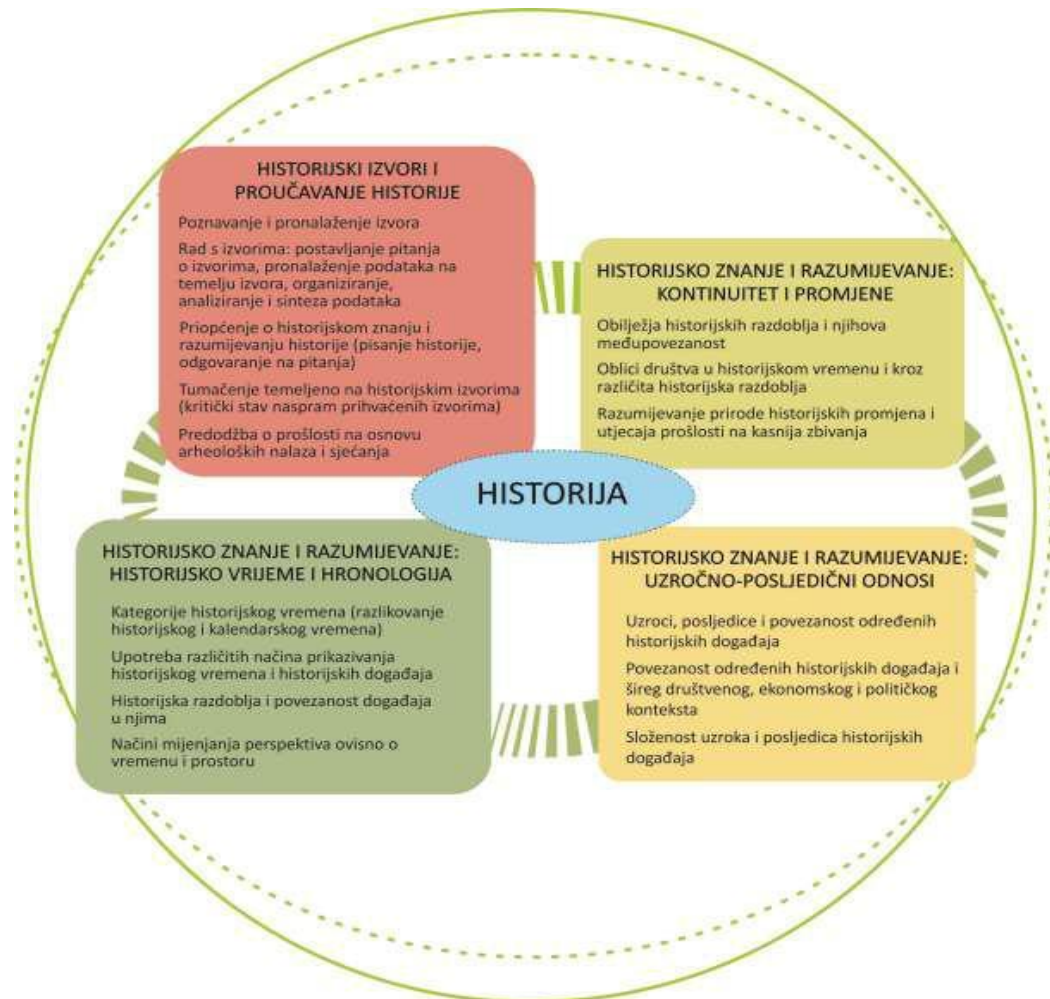 HISTORIJSKI IZVORI I
PROUČAVANJE HISTORIJE
Poznavanje i pronalaženje izvora
Rad s izvorima: postavljanje pitanja
o izvorima, pronalaženje podataka na
temelju izvora, organiziranje,
analiziranje i sinteza podataka
Priopćenje o historijskom znanju i
razumijevanju historije (pisanje historije,
odgovaranje na pitanja)
Tumačenje temeljeno na historijskim izvorima
(kritički stav naspram prihvaćenih izvorima)
Predodžba o prošlosti na osnovu
arheoloških nalaza i sjećanja
HISTORIJSKO ZNANJE I RAZUMIJEVANJE:
KONTINUITET I PROMJENE
Obilježja historijskih razdoblja i njihova
međupovezanost
Oblici društva u historijskom vremenu i kroz
različita historijska razdoblja
Razumijevanje prirode historijskih promjena i
utjecaja prošlosti na kasnija zbivanja
HISTORIJA
HISTORIJSKO ZNANJE I RAZUMIJEVANJE:
HISTORIJSKO VRIJEME I HRONOLOGIJA
Kategorije historijskog vremena (razlikovanje
historijskog i kalendarskog vremena)
Upotreba različitih načina prikazivanja
historijskog vremena i historijskih događaja
Historijska razdoblja i povezanost događaja
u njima
Načini mijenjanja perspektiva ovisno o
vremenu i prostoru
HISTORIJSKO ZNANJE I RAZUMIJEVANJE:
UZROČNO-POSLJEDIČNI ODNOSI
Uzroci, posljedice i povezanost određenih
historijskih događaja
Povezanost određenih historijskih događaja i
šireg društvenog, ekonomskog i političkog
konteksta
Složenost uzroka i posljedica historijskih
događaja